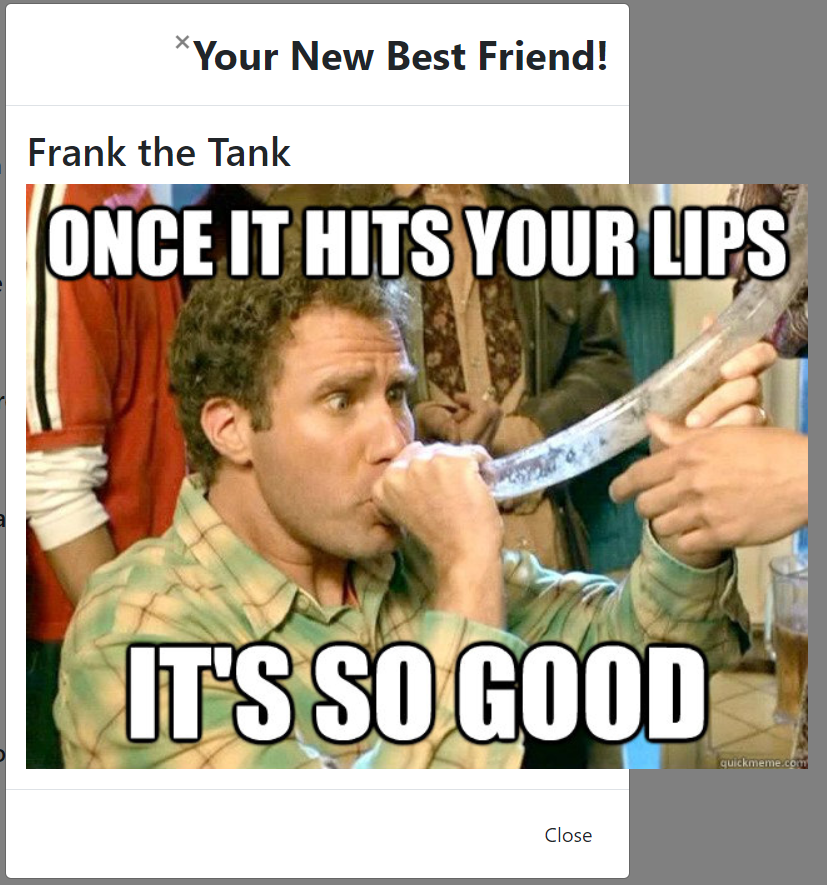 ×Your New Best Friend!
Frank the Tank
ONCE IT HITS YOUR LIPS
IT'S SO GOOD
quickmeme.com
Close